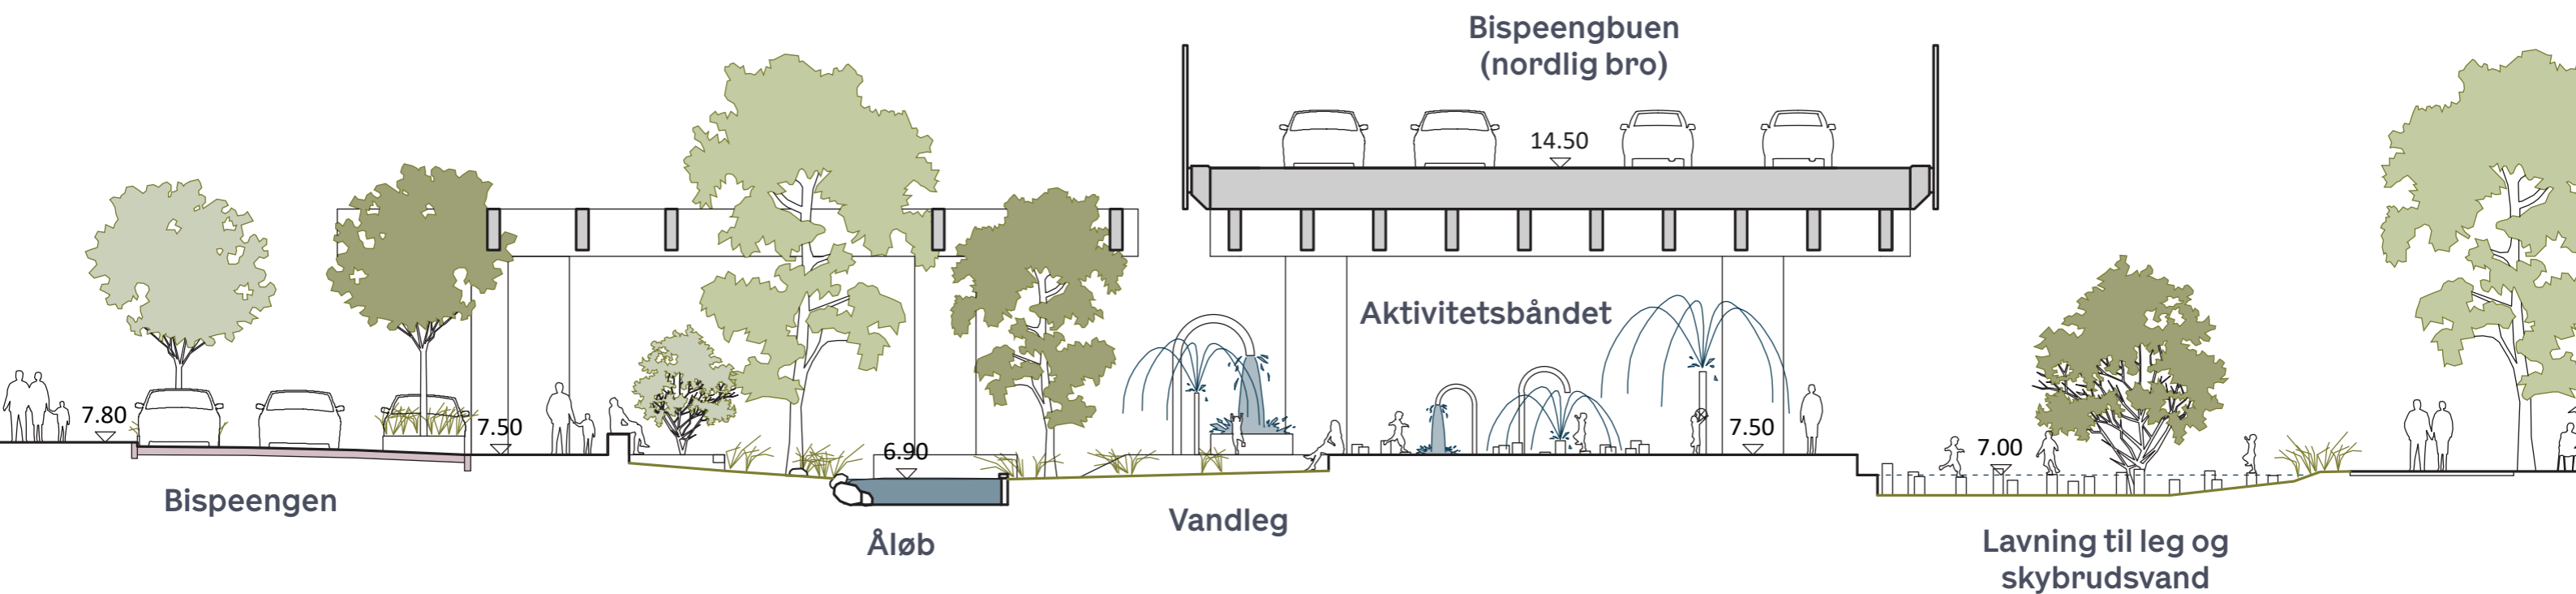 Bispeengbuen
(nordlig bro)
14.50
Aktivitetsbåndet
7.80
7.50
6.90
7.50
7.00
Bispeengen
Åløb
Vandleg
Lavning til leg og
skybrudsvand